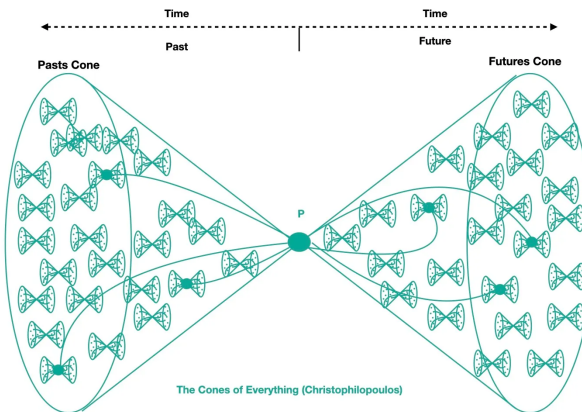 Time
Time
Past
Future
Pasts Cone
Futures Cone
P
The Cones of Everything (Christophilopoulos)